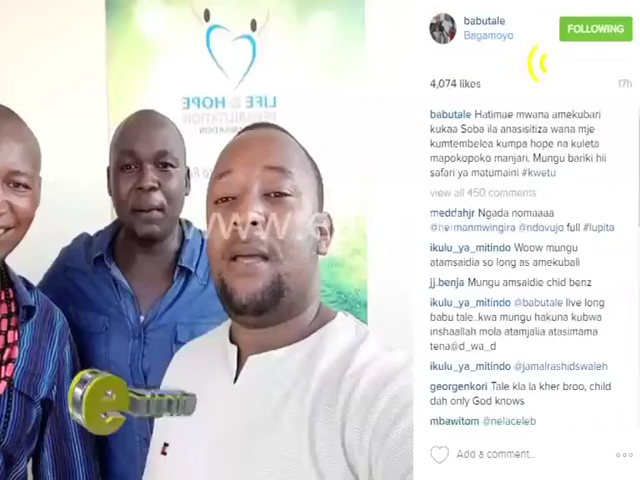 babutale
Bagamoyo
FOLLOWING
4,074 likes
17h
babutale Hatimue mwana amekubari
kukaa Soba ila anasisitiza wana mje
kumtembelea kumpa hope na kuleta
mapokopoko manjari. Mungu bariki hii
safari ya matumaini #kwetu
view all 450 comments
meddahjr Ngada nomaaaa
@hermanmwingira @ndovujo full #lupita
ikulu_ya_mitindo Woow mungu
atamsaidia so long as amekubali
jj.benja Mungu amsaidie chid benz
ikulu_ya_mitindo @babutale live long
babu tale..kwa mungu hakuna kubwa
inshaallah mola atamjalia atasimama
tena@d_wa_d
ikulu_ya_mitindo @jamalrashidswaleh
georgenkori Tale kla la kher broo, child
dah only God knows
mbawitom @nelaceleb
Add a comment...
LIFE & HOPE
REHABILITATION
ORGANISATION
www.e
e